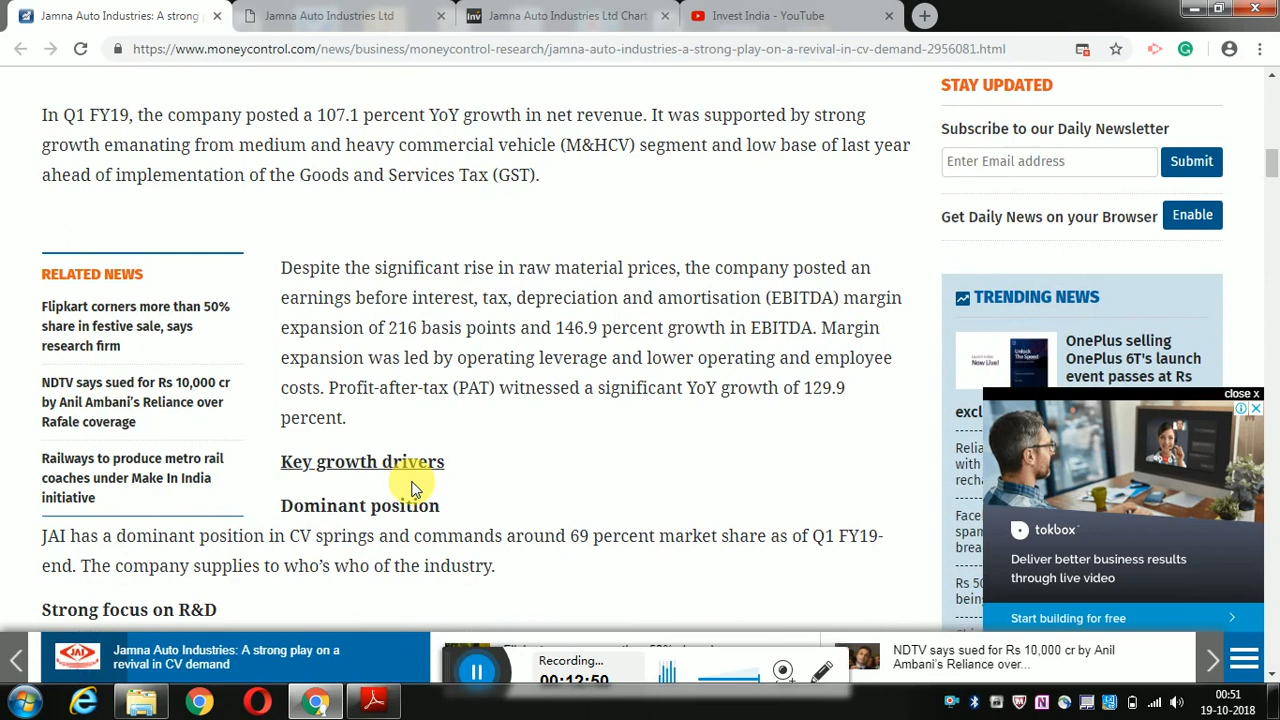 Jamna Auto Industries: A strong p
Jamna Auto Industries Ltd
Jamna Auto Industries Ltd Chart
Invest India - YouTube
https://www.moneycontrol.com/news/business/moneycontrol-research/jamna-auto-industries-a-strong-play-on-a-revival-in-cv-demand-2956081.html
In Q1 FY19, the company posted a 107.1 percent YoY growth in net revenue. It was supported by strong
growth emanating from medium and heavy commercial vehicle (M&HCV) segment and low base of last year
ahead of implementation of the Goods and Services Tax (GST).
RELATED NEWS
Flipkart corners more than 50%
share in festive sale, says
research firm
NDTV says sued for Rs 10,000 cr
by Anil Ambani's Reliance over
Rafale coverage
Railways to produce metro rail
coaches under Make In India
initiative
Despite the significant rise in raw material prices, the company posted an
earnings before interest, tax, depreciation and amortisation (EBITDA) margin
expansion of 216 basis points and 146.9 percent growth in EBITDA. Margin
expansion was led by operating leverage and lower operating and employee
costs. Profit-after-tax (PAT) witnessed a significant YoY growth of 129.9
percent.
Key growth drivers
Dominant position
JAI has a dominant position in CV springs and commands around 69 percent market share as of Q1 FY19-
end. The company supplies to who's who of the industry.
Strong focus on R&D
STAY UPDATED
Subscribe to our Daily Newsletter
Enter Email address
Submit
Get Daily News on your Browser
Enable
TRENDING NEWS
OnePlus selling
OnePlus 6T's launch
event passes at Rs
excl
Relia
with
recha
Face
spam
brea
Rs 50
being
close x
tokbox
Deliver better business results
through live video
Start building for free
JAI
Jamna Auto Industries: A strong play on a
revival in CV demand
NDTV says sued for Rs 10,000 cr by Anil
Ambani's Reliance over...
Recording...
00:12:50
00:51
19-10-2018